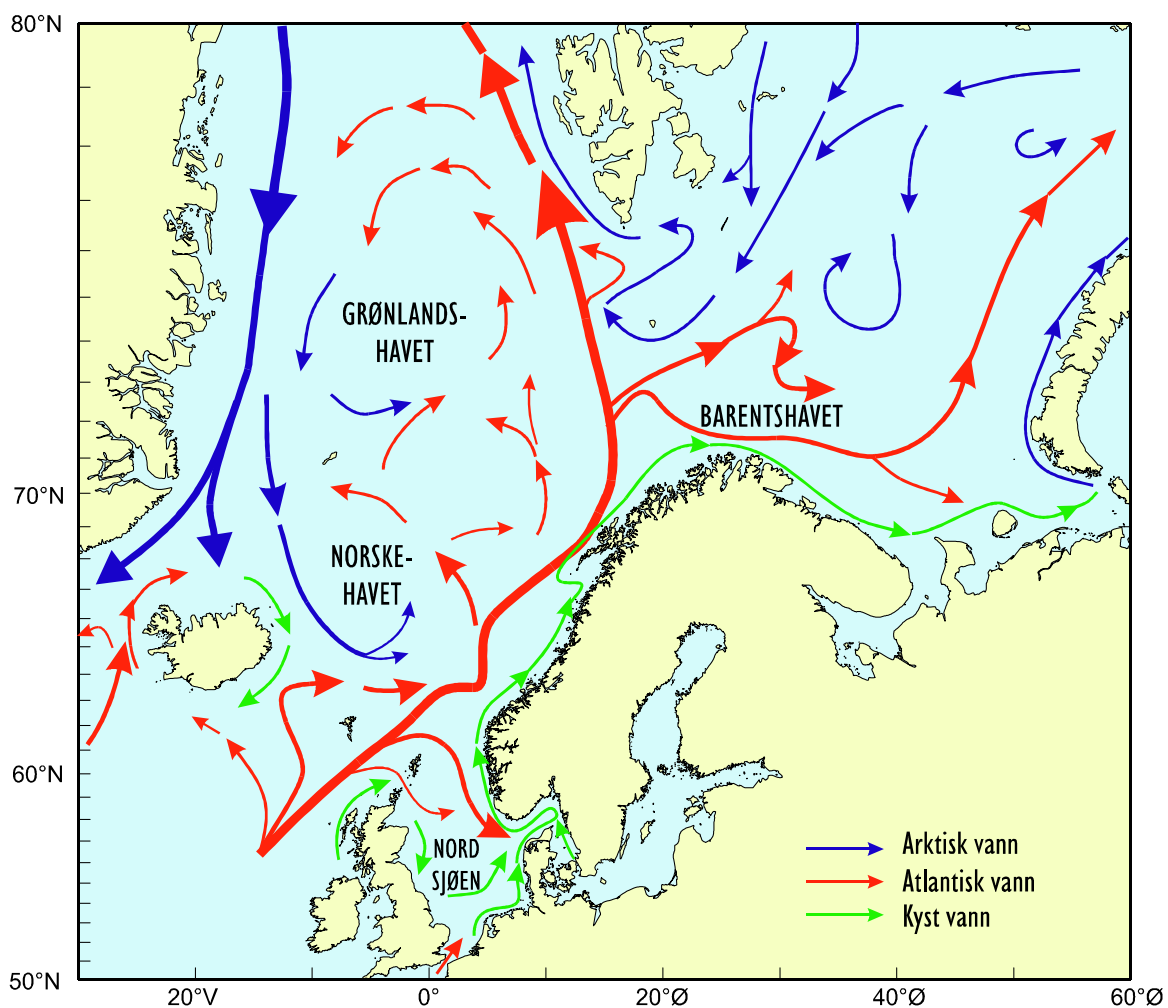 80°N
GRØNLANDS-
HAVET
BARENTSHAVET
70°N
NORSKE-
HAVET
60°N
NORD
SJØEN
Arktisk vann
Atlantisk vann
Kyst vann
50°N
20°V
0°
20°Ø
40°Ø
60°Ø